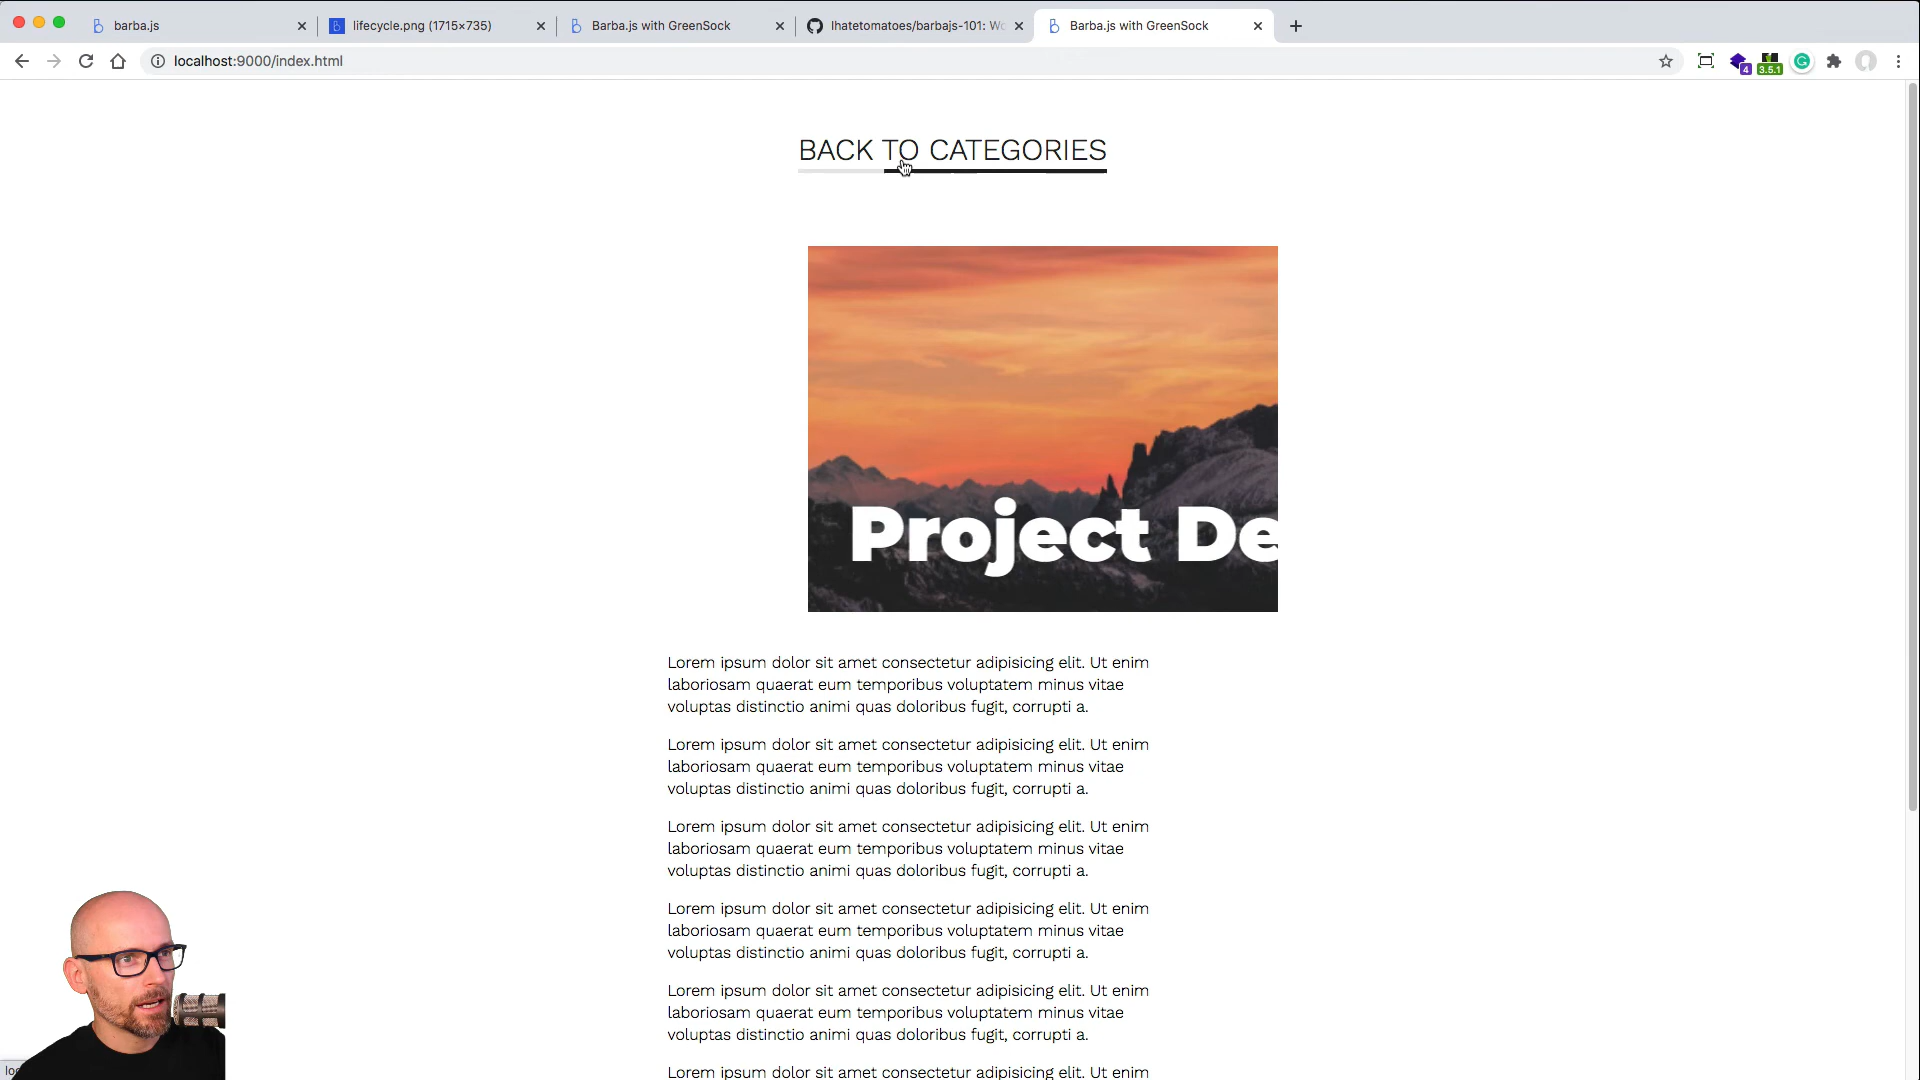 barba.js
lifecycle.png (1715×735)
Barba.js with GreenSock
Ihatetomatoes/barbajs-101: Wo
Barba.js with GreenSock
localhost:9000/index.html
4
3.5.1
BACK TO CATEGORIES
Project De
Lorem ipsum dolor sit amet consectetur adipisicing elit. Ut enim
laboriosam quaerat eum temporibus voluptatem minus vitae
voluptas distinctio animi quas doloribus fugit, corrupti a.
Lorem ipsum dolor sit amet consectetur adipisicing elit. Ut enim
laboriosam quaerat eum temporibus voluptatem minus vitae
voluptas distinctio animi quas doloribus fugit, corrupti a.
Lorem ipsum dolor sit amet consectetur adipisicing elit. Ut enim
laboriosam quaerat eum temporibus voluptatem minus vitae
voluptas distinctio animi quas doloribus fugit, corrupti a.
Lorem ipsum dolor sit amet consectetur adipisicing elit. Ut enim
laboriosam quaerat eum temporibus voluptatem minus vitae
voluptas distinctio animi quas doloribus fugit, corrupti a.
Lorem ipsum dolor sit amet consectetur adipisicing elit. Ut enim
laboriosam quaerat eum temporibus voluptatem minus vitae
voluptas distinctio animi quas doloribus fugit, corrupti a.
Lorem ipsum dolor sit amet consectetur adipisicing elit. Ut enim